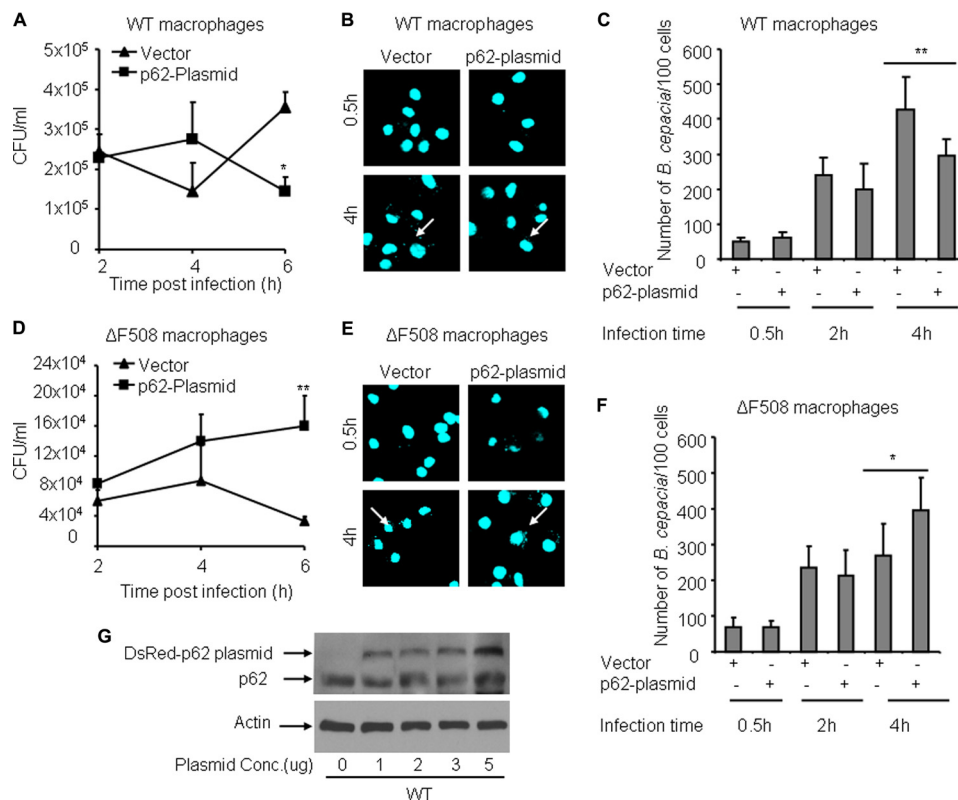 A
WT macrophages
5x10⁵
4x10⁵
3x10⁵
2x10⁵
1x10⁵
0
CFU/ml
Vector
p62-Plasmid
*
2 4 6
Time post infection (h)
B
WT macrophages
Vector p62-plasmid
0.5h
4h
C
WT macrophages
Number of B. cepacia/100 cells
600
500
400
300
200
100
0
**
Vector + - + - + -
p62-plasmid - + - + - +
Infection time 0.5h 2h 4h
D
ΔF508 macrophages
24x10⁴
20x10⁴
16x10⁴
12x10⁴
8x10⁴
4x10⁴
0
CFU/ml
Vector
p62-Plasmid
**
2 4 6
Time post infection (h)
E
ΔF508 macrophages
Vector p62-plasmid
0.5h
4h
F
ΔF508 macrophages
Number of B. cepacia/100 cells
600
500
400
300
200
100
0
*
Vector + - + - + -
p62-plasmid - + - + - +
Infection time 0.5h 2h 4h
G
DsRed-p62 plasmid
p62
Actin
Plasmid Conc.(ug) 0 1 2 3 5
WT